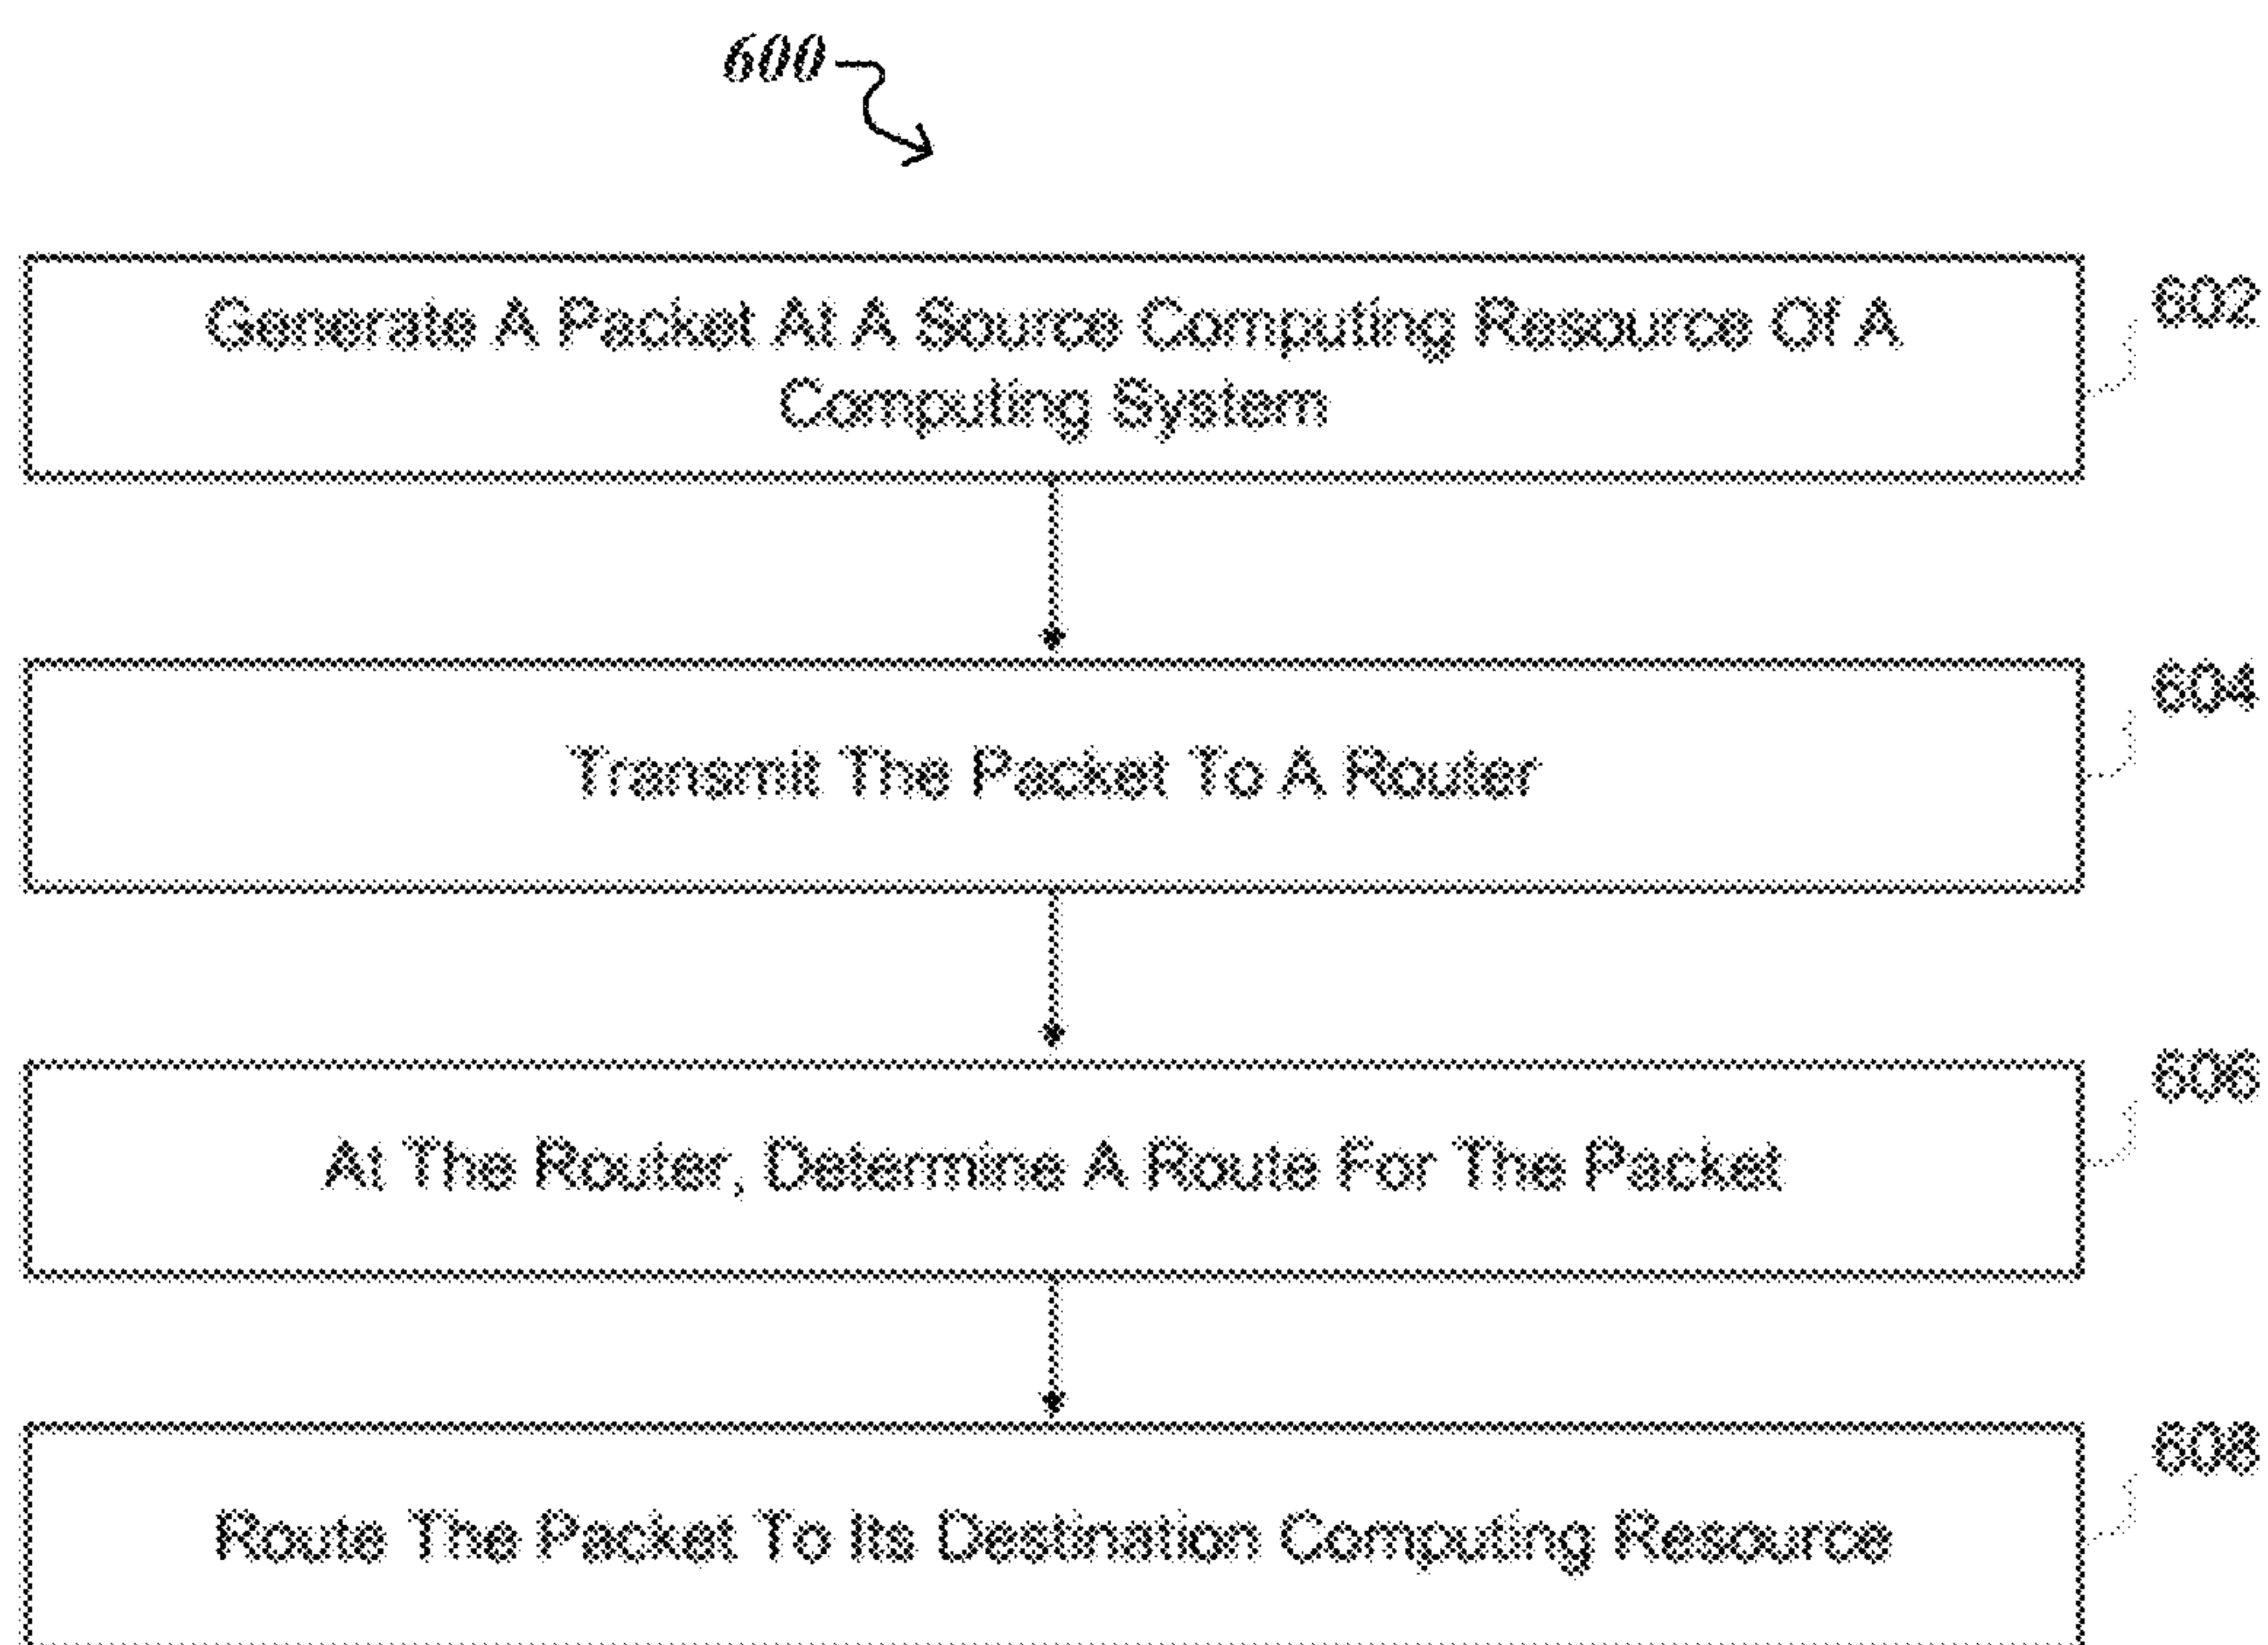 600
Generate A Packet At A Source Computing Resource Of A
Computing System
602
Transmit The Packet To A Router
604
At The Router, Determine A Route For The Packet
606
Route The Packet To Its Destination Computing Resource
608